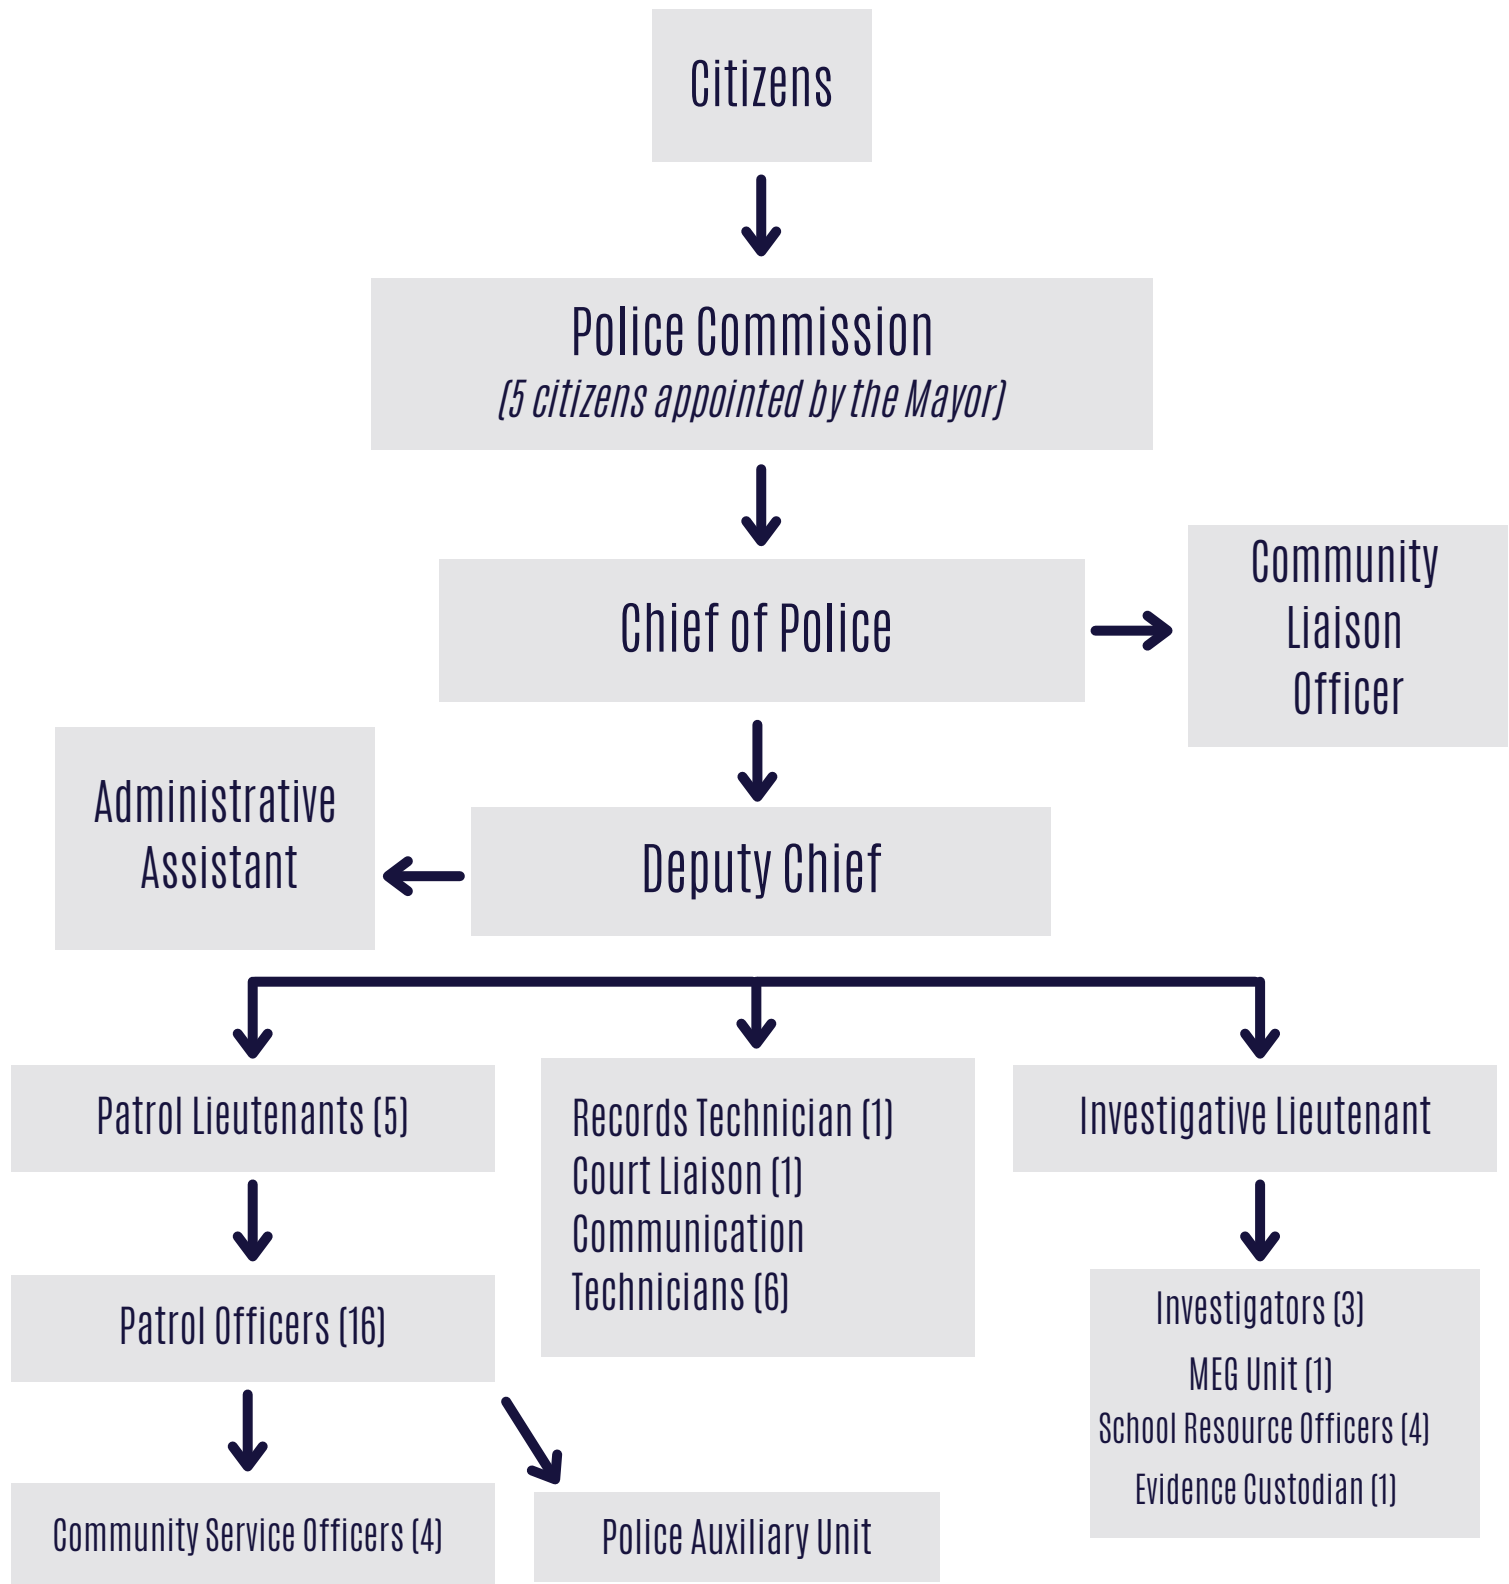 Citizens
Police Commission
(5 citizens appointed by the Mayor)
Chief of Police
Community
Liaison
Officer
Administrative
Assistant
Deputy Chief
Patrol Lieutenants (5)
Records Technician (1)
Court Liaison (1)
Communication
Technicians (6)
Investigative Lieutenant
Patrol Officers (16)
Investigators (3)
MEG Unit (1)
School Resource Officers (4)
Evidence Custodian (1)
Community Service Officers (4)
Police Auxiliary Unit